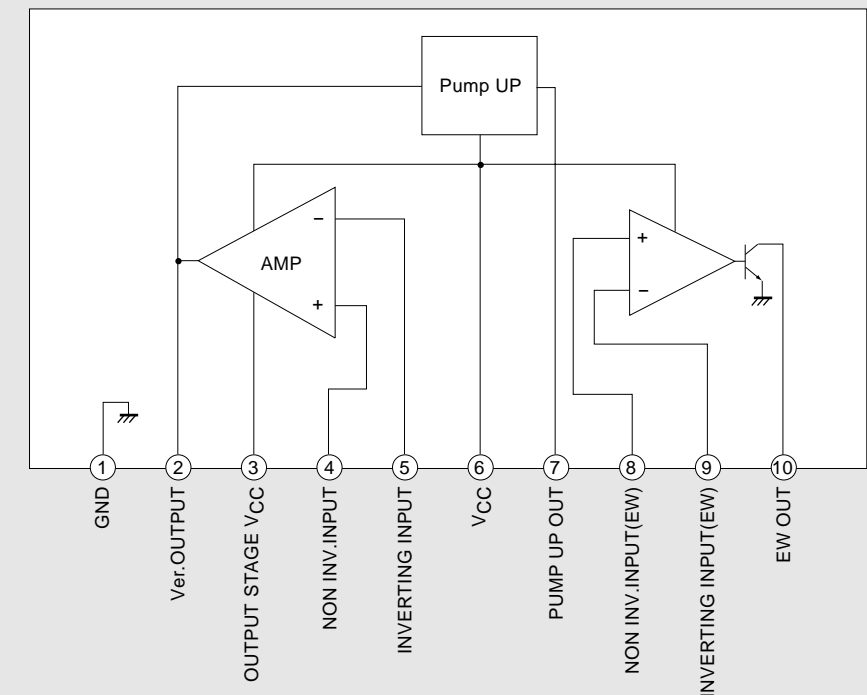 Pump UP
−
AMP
+
+
−
1
2
3
4
5
6
7
8
9
10
GND
Ver.OUTPUT
OUTPUT STAGE VCC
NON INV.INPUT
INVERTING INPUT
VCC
PUMP UP OUT
NON INV.INPUT(EW)
INVERTING INPUT(EW)
EW OUT